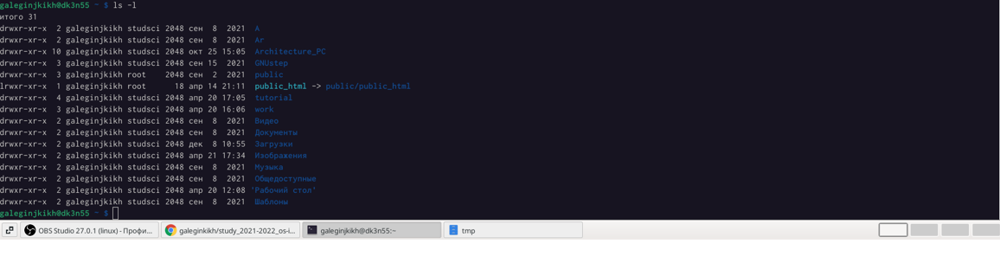 galeginjkikh@dk3n55 ~ $ ls -l
итого 31
drwxr-xr-x  2 galeginjkikh studsci 2048 сен  8  2021  A
drwxr-xr-x  2 galeginjkikh studsci 2048 сен  8  2021  Ar
drwxr-xr-x 10 galeginjkikh studsci 2048 окт 25 15:05  Architecture_PC
drwxr-xr-x  3 galeginjkikh studsci 2048 сен 15  2021  GNUstep
drwxr-xr-x  3 galeginjkikh root    2048 сен  2  2021  public
lrwxr-xr-x  1 galeginjkikh root      18 апр 14 21:11  public_html -> public/public_html
drwxr-xr-x  4 galeginjkikh studsci 2048 апр 20 17:05  tutorial
drwxr-xr-x  3 galeginjkikh studsci 2048 апр 20 16:06  work
drwxr-xr-x  2 galeginjkikh studsci 2048 сен  8  2021  Видео
drwxr-xr-x  2 galeginjkikh studsci 2048 сен  8  2021  Документы
drwxr-xr-x  2 galeginjkikh studsci 2048 дек  8 10:55  Загрузки
drwxr-xr-x  2 galeginjkikh studsci 2048 апр 21 17:34  Изображения
drwxr-xr-x  2 galeginjkikh studsci 2048 сен  8  2021  Музыка
drwxr-xr-x  2 galeginjkikh studsci 2048 сен  8  2021  Общедоступные
drwxr-xr-x  2 galeginjkikh studsci 2048 апр 20 12:08 'Рабочий стол'
drwxr-xr-x  2 galeginjkikh studsci 2048 сен  8  2021  Шаблоны
galeginjkikh@dk3n55 ~ $
OBS Studio 27.0.1 (linux) - Профи... galeginkikh/study_2021-2022_os-i... galeginjkikh@dk3n55:~ tmp